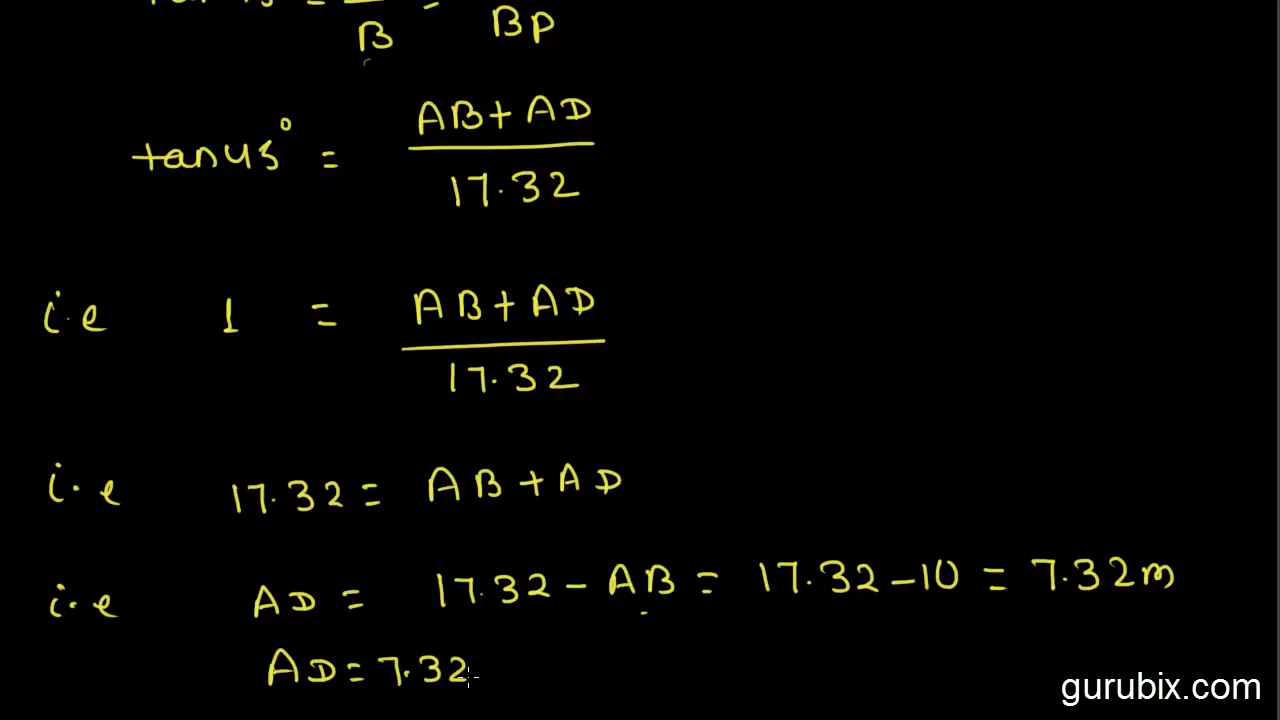 B = BP
tan45° = AB+AD / 17.32
i.e 1 = AB+AD / 17.32
i.e 17.32 = AB+AD
i.e AD = 17.32 - AB = 17.32 - 10 = 7.32m
AD = 7.32
gurubix.com